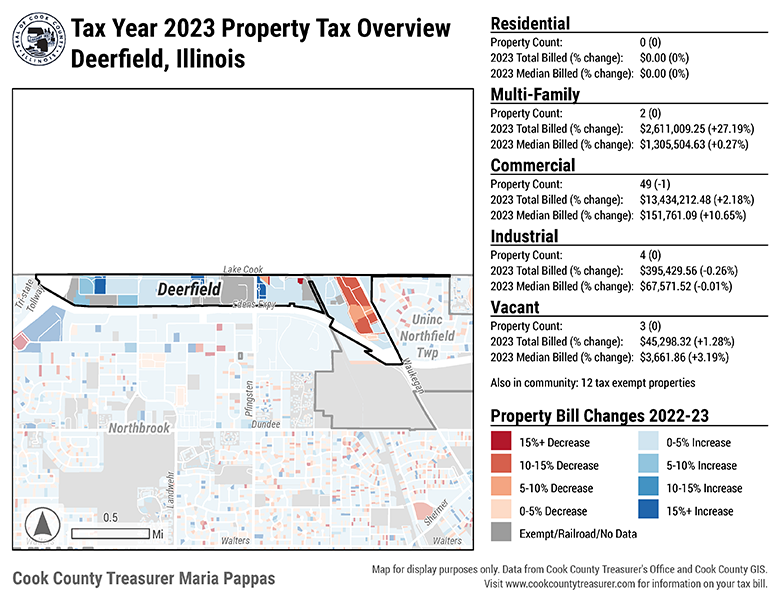 SEAL OF COOK COUNTY
ILLINOIS
Tax Year 2023 Property Tax Overview
Deerfield, Illinois
Lake Cook
Tri-state
Tollway
Deerfield
Edens Expy
Uninc
Northfield
Twp
Waukegan
Pfingsten
Dundee
Northbrook
Landwehr
Shermer
0.5
Mi
Walters
Walters
Residential
Property Count: 0 (0)
2023 Total Billed (% change): $0.00 (0%)
2023 Median Billed (% change): $0.00 (0%)
Multi-Family
Property Count: 2 (0)
2023 Total Billed (% change): $2,611,009.25 (+27.19%)
2023 Median Billed (% change): $1,305,504.63 (+0.27%)
Commercial
Property Count: 49 (-1)
2023 Total Billed (% change): $13,434,212.48 (+2.18%)
2023 Median Billed (% change): $151,761.09 (+10.65%)
Industrial
Property Count: 4 (0)
2023 Total Billed (% change): $395,429.56 (-0.26%)
2023 Median Billed (% change): $67,571.52 (-0.01%)
Vacant
Property Count: 3 (0)
2023 Total Billed (% change): $45,298.32 (+1.28%)
2023 Median Billed (% change): $3,661.86 (+3.19%)
Also in community: 12 tax exempt properties
Property Bill Changes 2022-23
15%+ Decrease
0-5% Increase
10-15% Decrease
5-10% Increase
5-10% Decrease
10-15% Increase
0-5% Decrease
15%+ Increase
Exempt/Railroad/No Data
Cook County Treasurer Maria Pappas
Map for display purposes only. Data from Cook County Treasurer's Office and Cook County GIS.
Visit www.cookcountytreasurer.com for information on your tax bill.